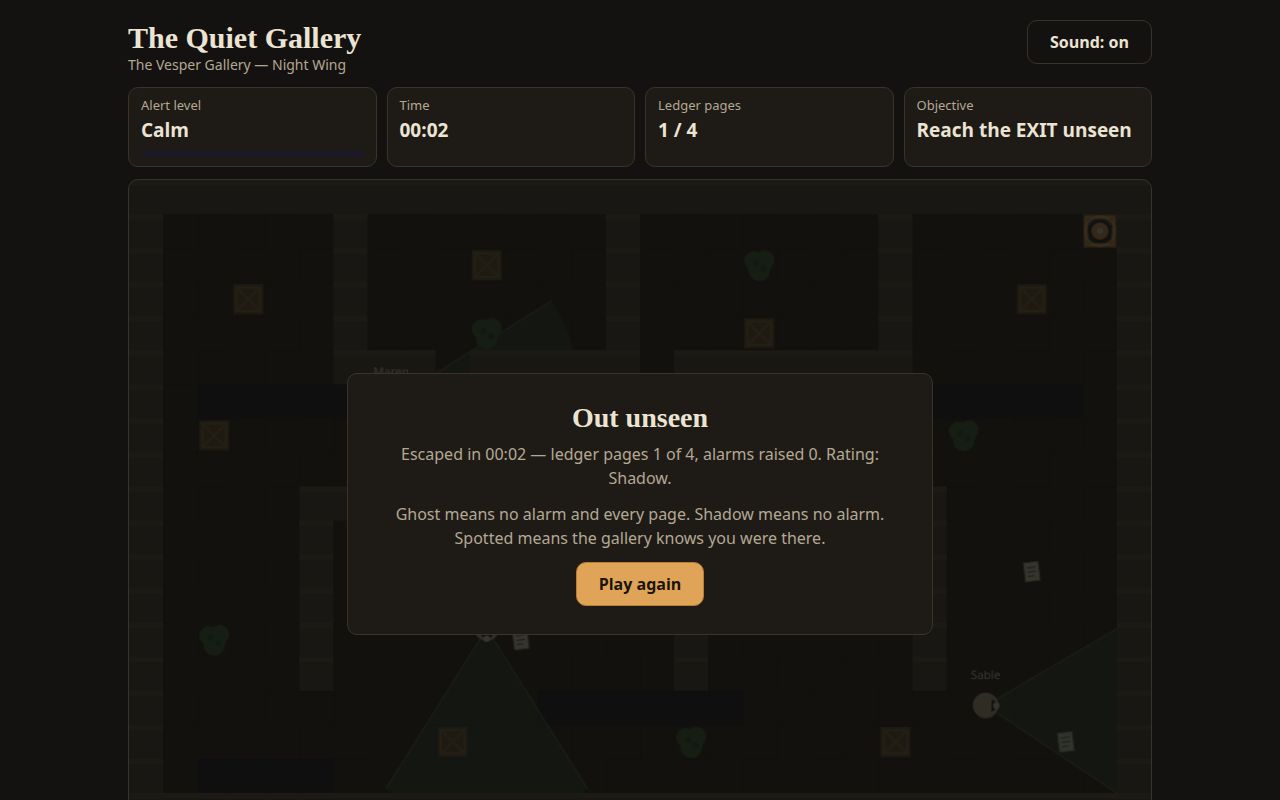 The Quiet Gallery
The Vesper Gallery — Night Wing
Sound: on
Alert level
Calm
Time
00:02
Ledger pages
1 / 4
Objective
Reach the EXIT unseen
Maren
Out unseen
Escaped in 00:02 — ledger pages 1 of 4, alarms raised 0. Rating:
Shadow.
Ghost means no alarm and every page. Shadow means no alarm.
Spotted means the gallery knows you were there.
Play again
Sable